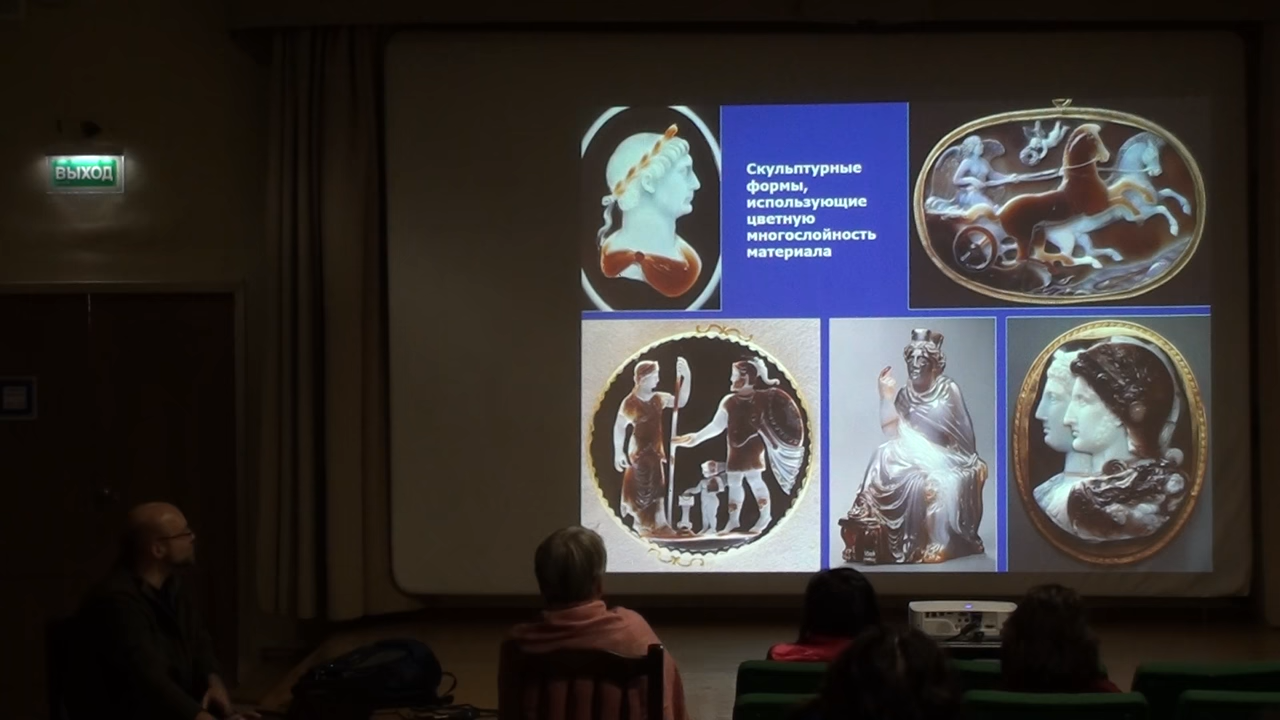 ВЫХОД
Скульптурные
формы,
использующие
цветную
многослойность
материала